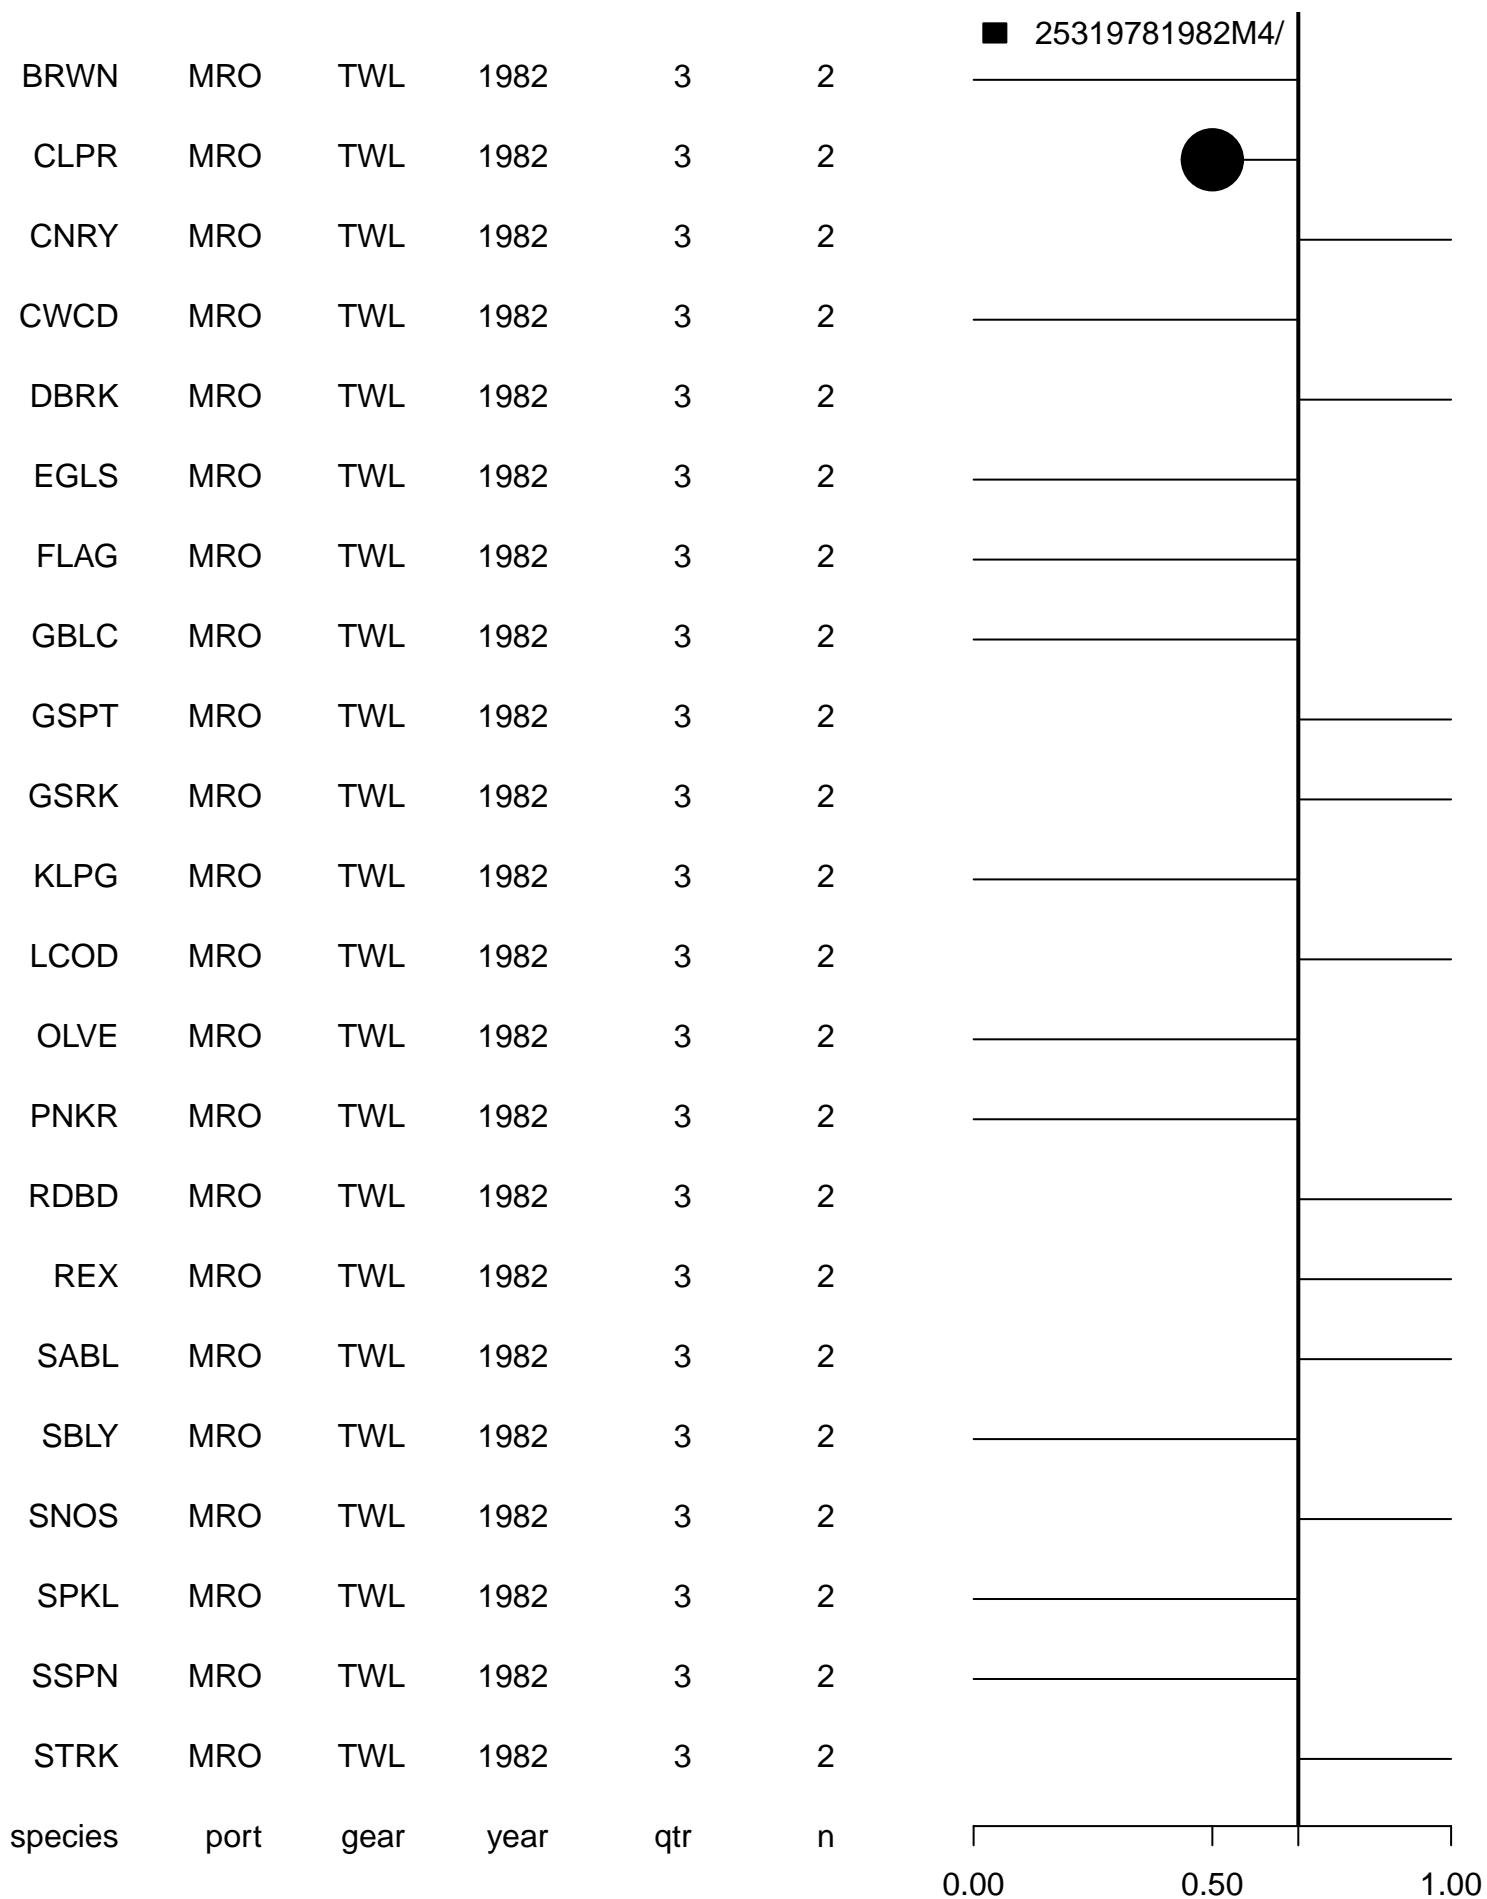 25319781982M4/
BRWN MRO TWL 1982 3 2
CLPR MRO TWL 1982 3 2
CNRY MRO TWL 1982 3 2
CWCD MRO TWL 1982 3 2
DBRK MRO TWL 1982 3 2
EGLS MRO TWL 1982 3 2
FLAG MRO TWL 1982 3 2
GBLC MRO TWL 1982 3 2
GSPT MRO TWL 1982 3 2
GSRK MRO TWL 1982 3 2
KLPG MRO TWL 1982 3 2
LCOD MRO TWL 1982 3 2
OLVE MRO TWL 1982 3 2
PNKR MRO TWL 1982 3 2
RDBD MRO TWL 1982 3 2
REX MRO TWL 1982 3 2
SABL MRO TWL 1982 3 2
SBLY MRO TWL 1982 3 2
SNOS MRO TWL 1982 3 2
SPKL MRO TWL 1982 3 2
SSPN MRO TWL 1982 3 2
STRK MRO TWL 1982 3 2
species port gear year qtr n
0.00 0.50 1.00